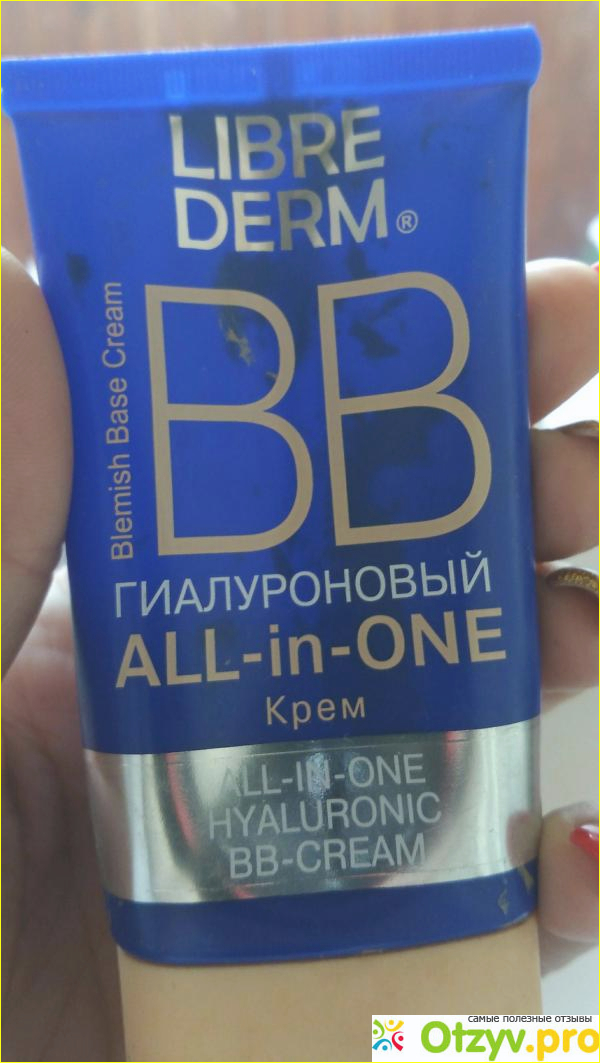 LIBRE
DERM®
BB
Blemish Base Cream
ГИАЛУРОНОВЫЙ
ALL-in-ONE
Крем
ALL-IN-ONE
HYALURONIC
BB-CREAM
самые полезные отзывы
Otzyv.pro